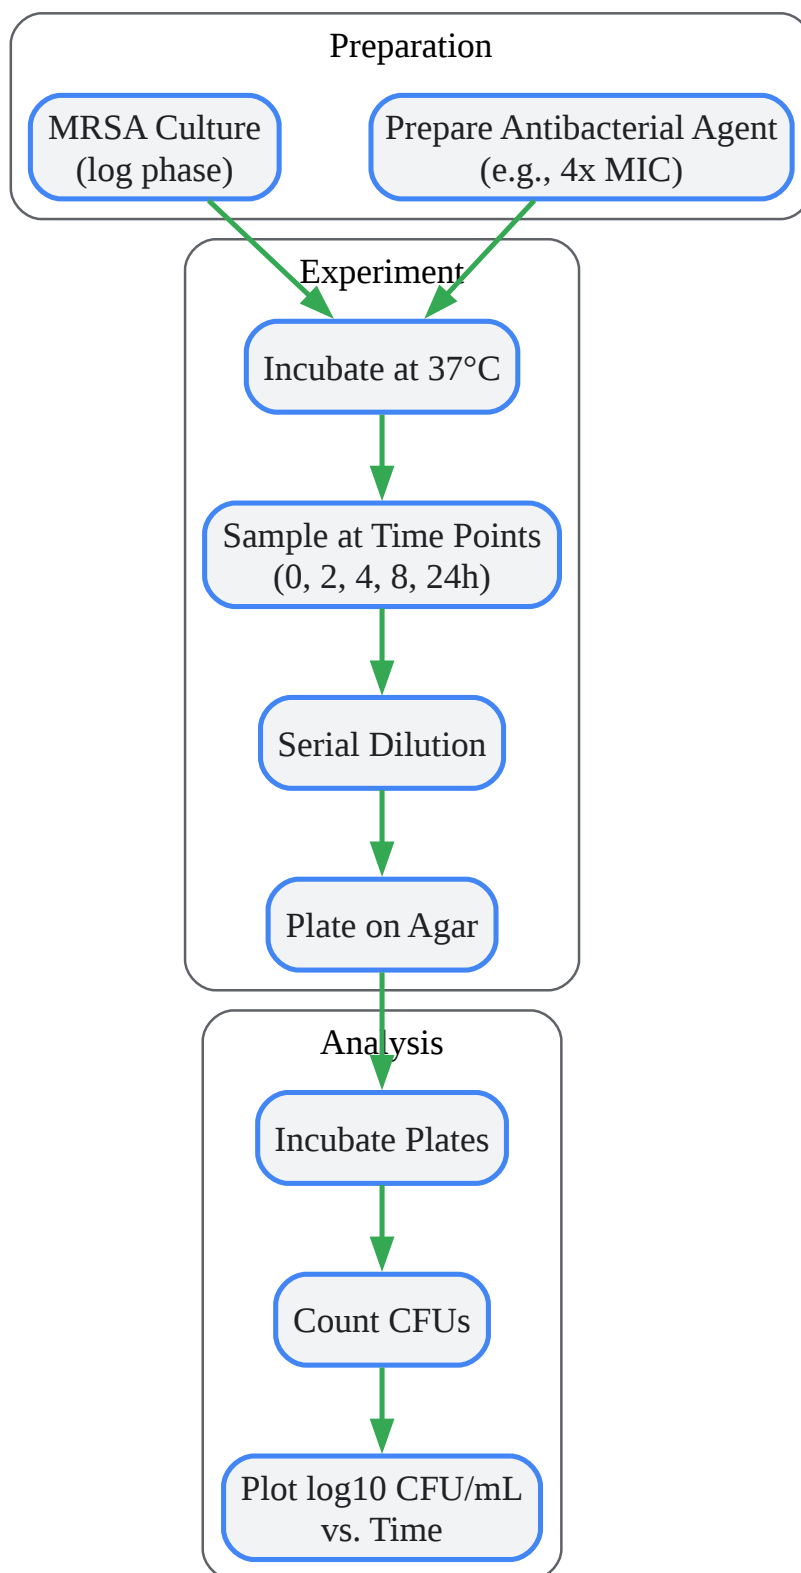 Preparation
MRSA Culture
(log phase)
Prepare Antibacterial Agent
(e.g., 4x MIC)
Experiment
Incubate at 37°C
Sample at Time Points
(0, 2, 4, 8, 24h)
Serial Dilution
Plate on Agar
Analysis
Incubate Plates
Count CFUs
Plot log10 CFU/mL
vs. Time